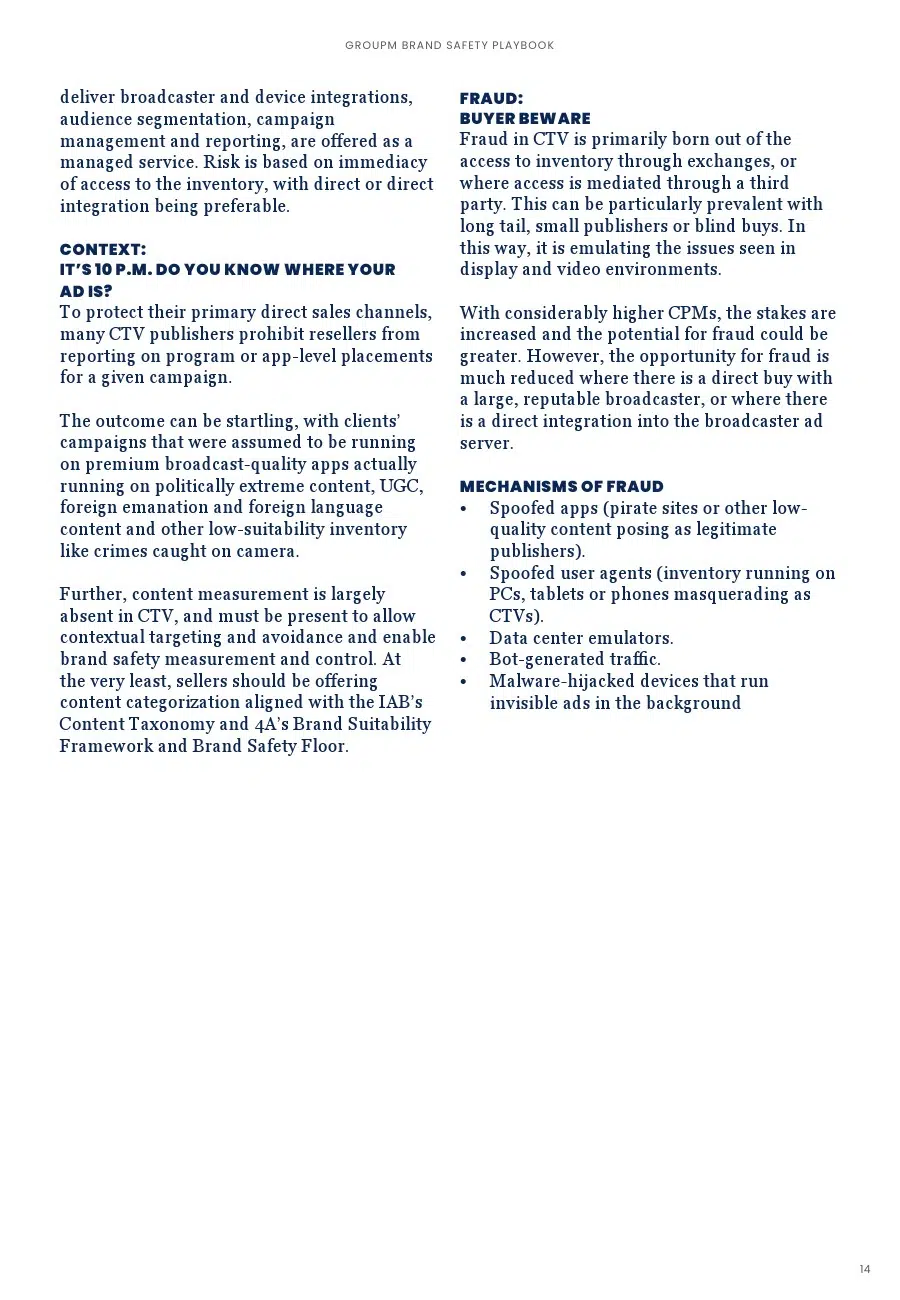 GROUPM BRAND SAFETY PLAYBOOK
deliver broadcaster and device integrations,
audience segmentation, campaign
management and reporting, are offered as a
managed service. Risk is based on immediacy
of access to the inventory, with direct or direct
integration being preferable.
CONTEXT:
IT'S 10 P.M. DO YOU KNOW WHERE YOUR
AD IS?
To protect their primary direct sales channels,
many CTV publishers prohibit resellers from
reporting on program or app-level placements
for a given campaign.
The outcome can be startling, with clients'
campaigns that were assumed to be running
on premium broadcast-quality apps actually
running on politically extreme content, UGC,
foreign emanation and foreign language
content and other low-suitability inventory
like crimes caught on camera.
Further, content measurement is largely
absent in CTV, and must be present to allow
contextual targeting and avoidance and enable
brand safety measurement and control. At
the very least, sellers should be offering
content categorization aligned with the IAB's
Content Taxonomy and 4A's Brand Suitability
Framework and Brand Safety Floor.
FRAUD:
BUYER BEWARE
Fraud in CTV is primarily born out of the
access to inventory through exchanges, or
where access is mediated through a third
party. This can be particularly prevalent with
long tail, small publishers or blind buys. In
this way, it is emulating the issues seen in
display and video environments.
With considerably higher CPMs, the stakes are
increased and the potential for fraud could be
greater. However, the opportunity for fraud is
much reduced where there is a direct buy with
a large, reputable broadcaster, or where there
is a direct integration into the broadcaster ad
server.
MECHANISMS OF FRAUD
• Spoofed apps (pirate sites or other low-
quality content posing as legitimate
publishers).
• Spoofed user agents (inventory running on
PCs, tablets or phones masquerading as
CTVs).
• Data center emulators.
• Bot-generated traffic.
• Malware-hijacked devices that run
invisible ads in the background
14